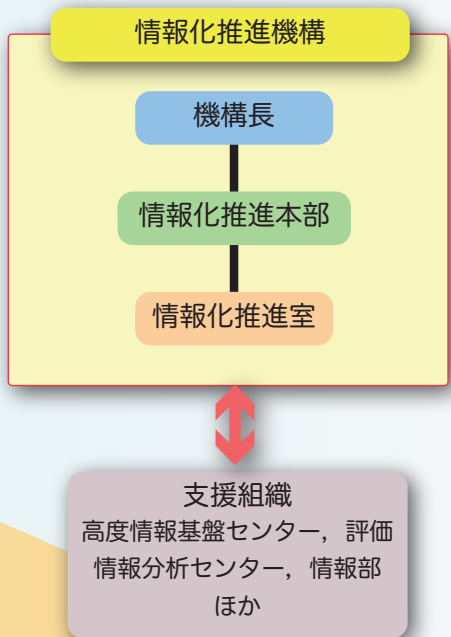 情報化推進機構
機構長
情報化推進本部
情報化推進室
支援組織
高度情報基盤センター，評価
情報分析センター，情報部
ほか